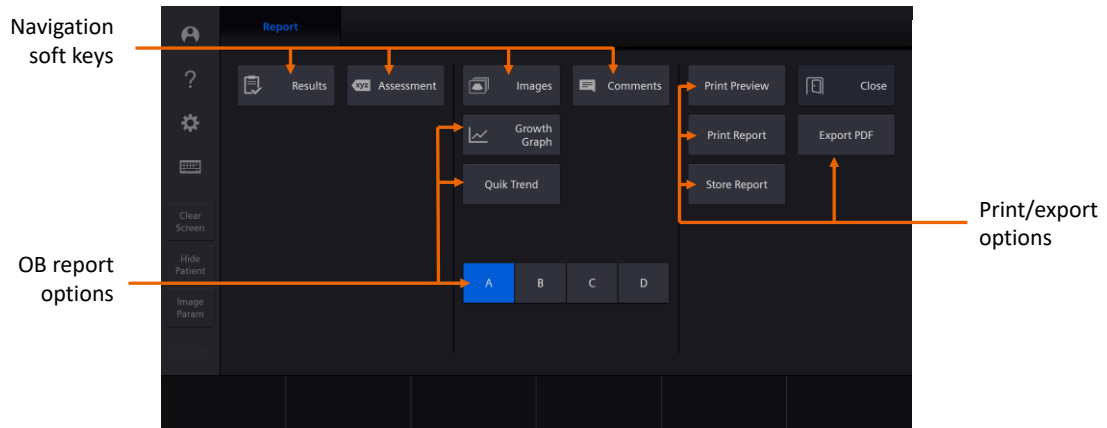 Navigation
soft keys
Report
?
Results
xyz
Assessment
Images
Comments
Print Preview
Close
Growth
Graph
Print Report
Export PDF
Quik Trend
Store Report
Clear
Screen
Hide
Patient
Image
Param
OB report
options
A
B
C
D
Print/export
options